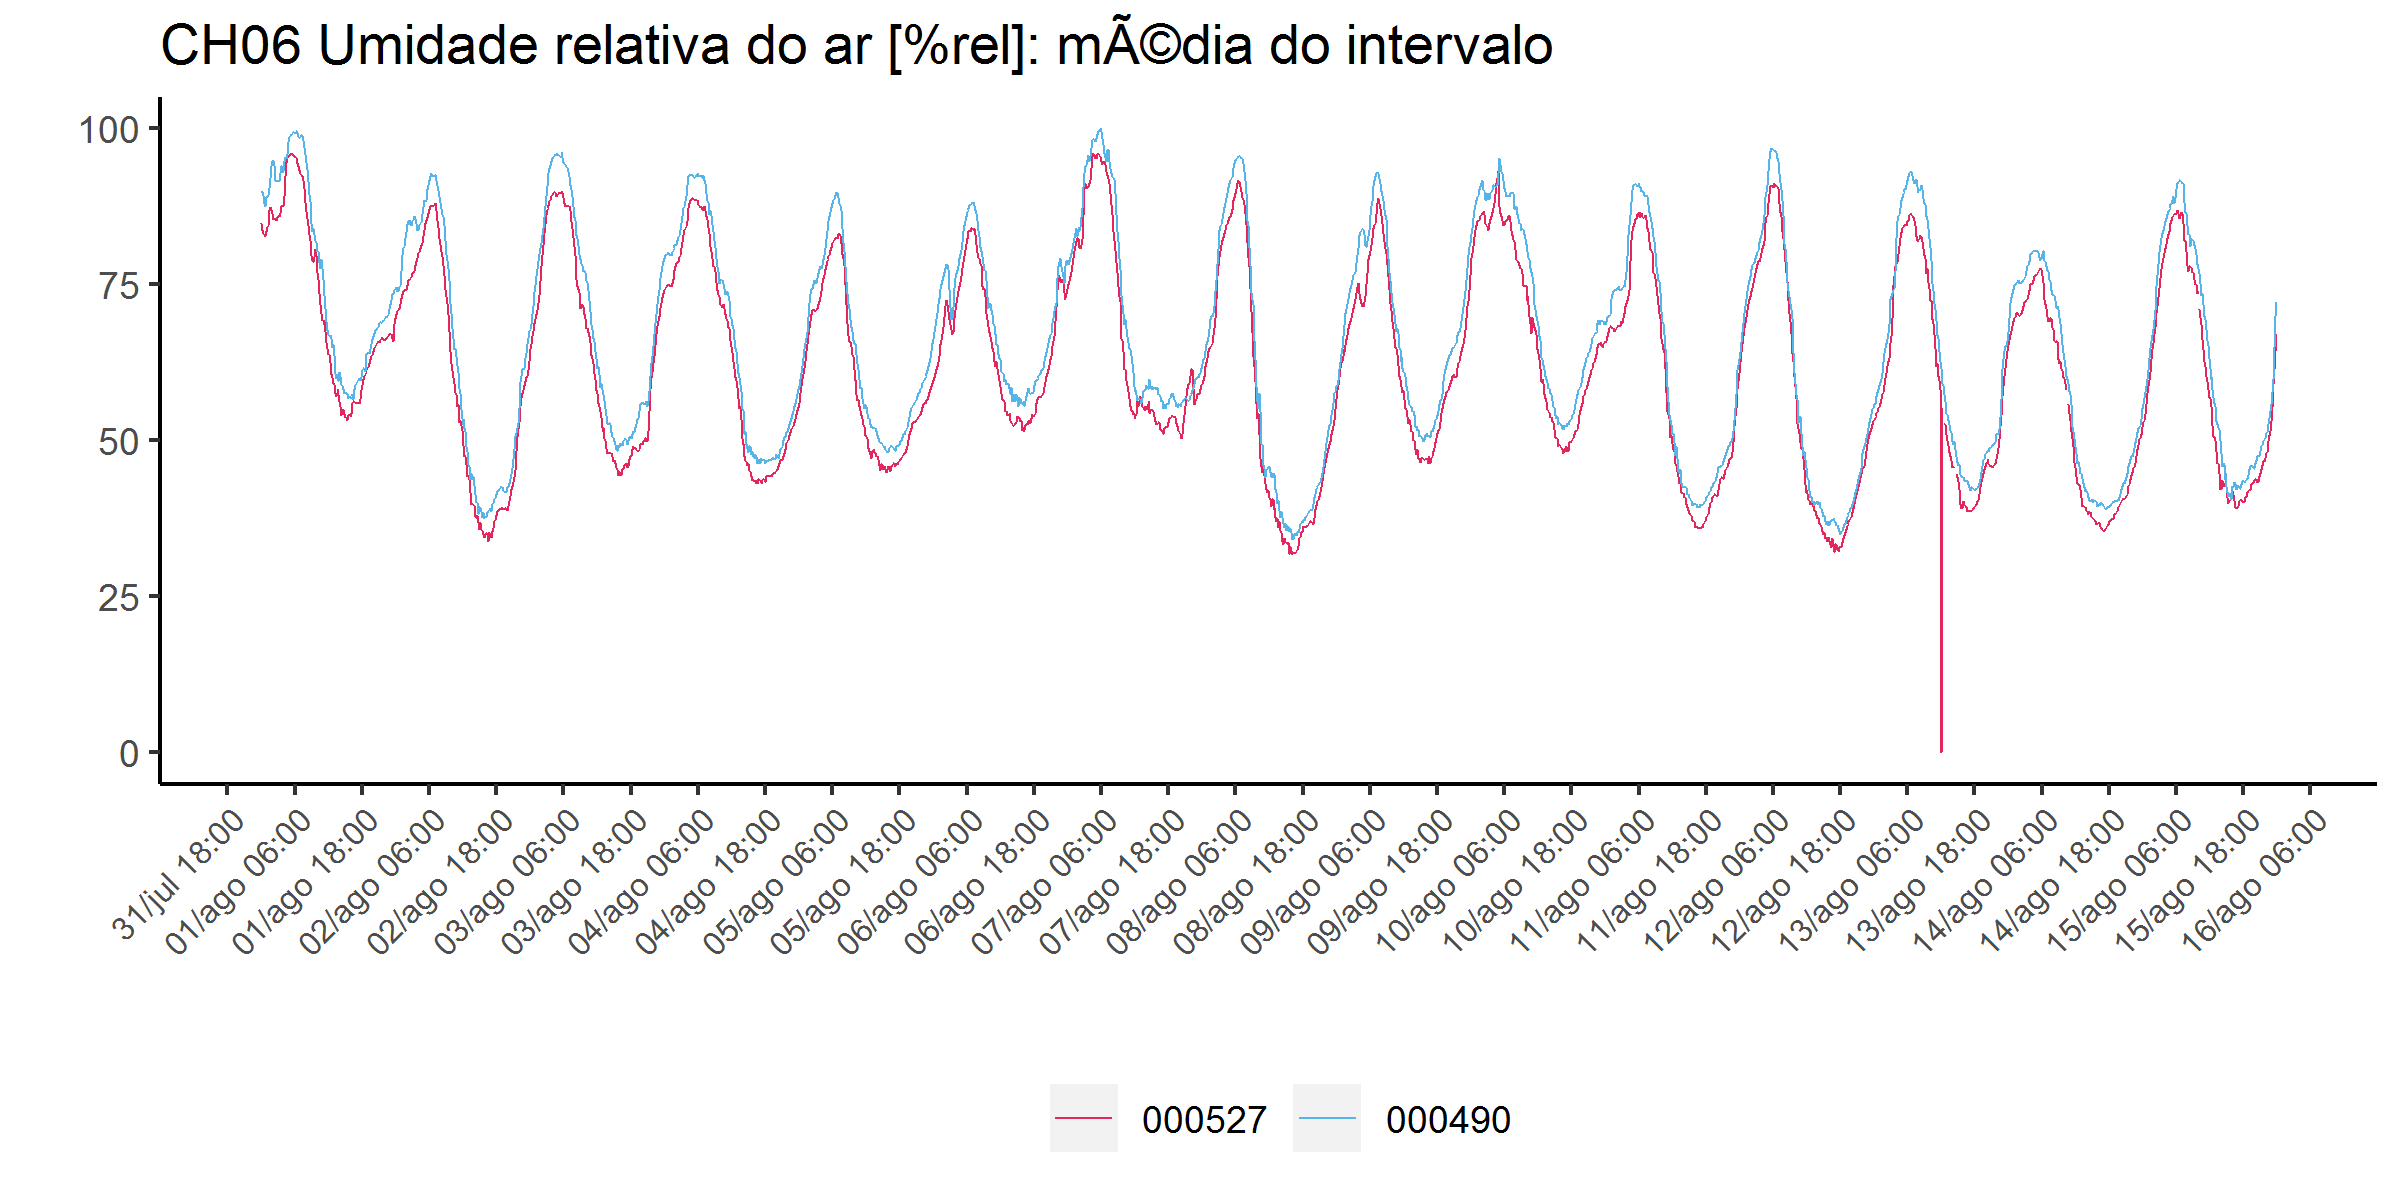 CH06 Umidade relativa do ar [%rel]: mÃ©dia do intervalo
100
75
50
25
0
31/jul 18:00
01/ago 06:00
01/ago 18:00
02/ago 06:00
02/ago 18:00
03/ago 06:00
03/ago 18:00
04/ago 06:00
04/ago 18:00
05/ago 06:00
05/ago 18:00
06/ago 06:00
06/ago 18:00
07/ago 06:00
07/ago 18:00
08/ago 06:00
08/ago 18:00
09/ago 06:00
09/ago 18:00
10/ago 06:00
10/ago 18:00
11/ago 06:00
11/ago 18:00
12/ago 06:00
12/ago 18:00
13/ago 06:00
13/ago 18:00
14/ago 06:00
14/ago 18:00
15/ago 06:00
15/ago 18:00
16/ago 06:00
000527
000490